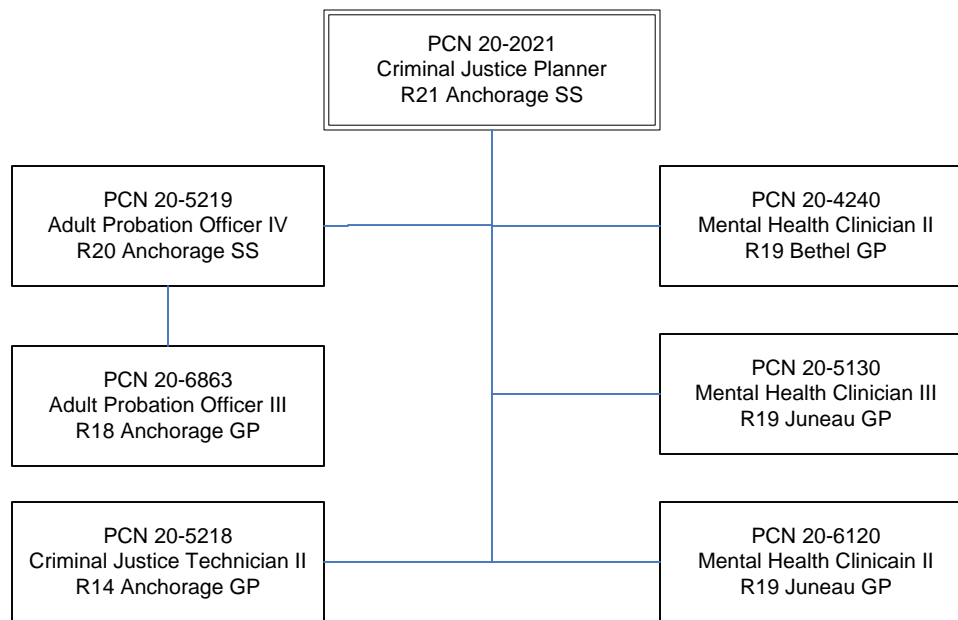 PCN 20-2021
Criminal Justice Planner
R21 Anchorage SS
PCN 20-5219
Adult Probation Officer IV
R20 Anchorage SS
PCN 20-4240
Mental Health Clinician II
R19 Bethel GP
PCN 20-6863
Adult Probation Officer III
R18 Anchorage GP
PCN 20-5130
Mental Health Clinician III
R19 Juneau GP
PCN 20-5218
Criminal Justice Technician II
R14 Anchorage GP
PCN 20-6120
Mental Health Clinicain II
R19 Juneau GP